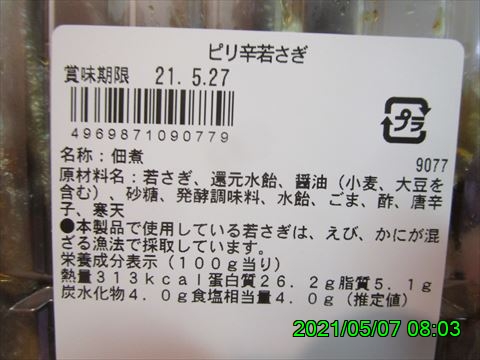 ピリ辛若さぎ
賞味期限 21.5.27
4969871090779
プラ
9077
名称：佃煮
原材料名：若さぎ、還元水飴、醤油（小麦、大豆を
含む）、砂糖、発酵調味料、水飴、ごま、酢、唐辛
子、寒天
●本製品で使用している若さぎは、えび、かにが混
ざる漁法で採取しています。
栄養成分表示（100g当り）
熱量313kcal蛋白質26.2g脂質5.1g
炭水化物4.0g食塩相当量4.0g（推定値）
2021/05/07 08:03